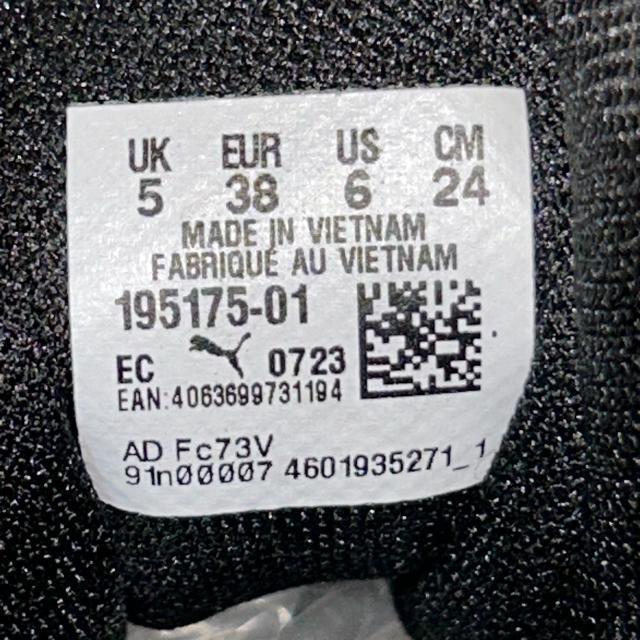 UK EUR US CM
5 38 6 24
MADE IN VIETNAM
FABRIQUÉ AU VIETNAM
195175-01
EC 0723
EAN:4063699731194
AD Fc73V
91n00007 4601935271_1